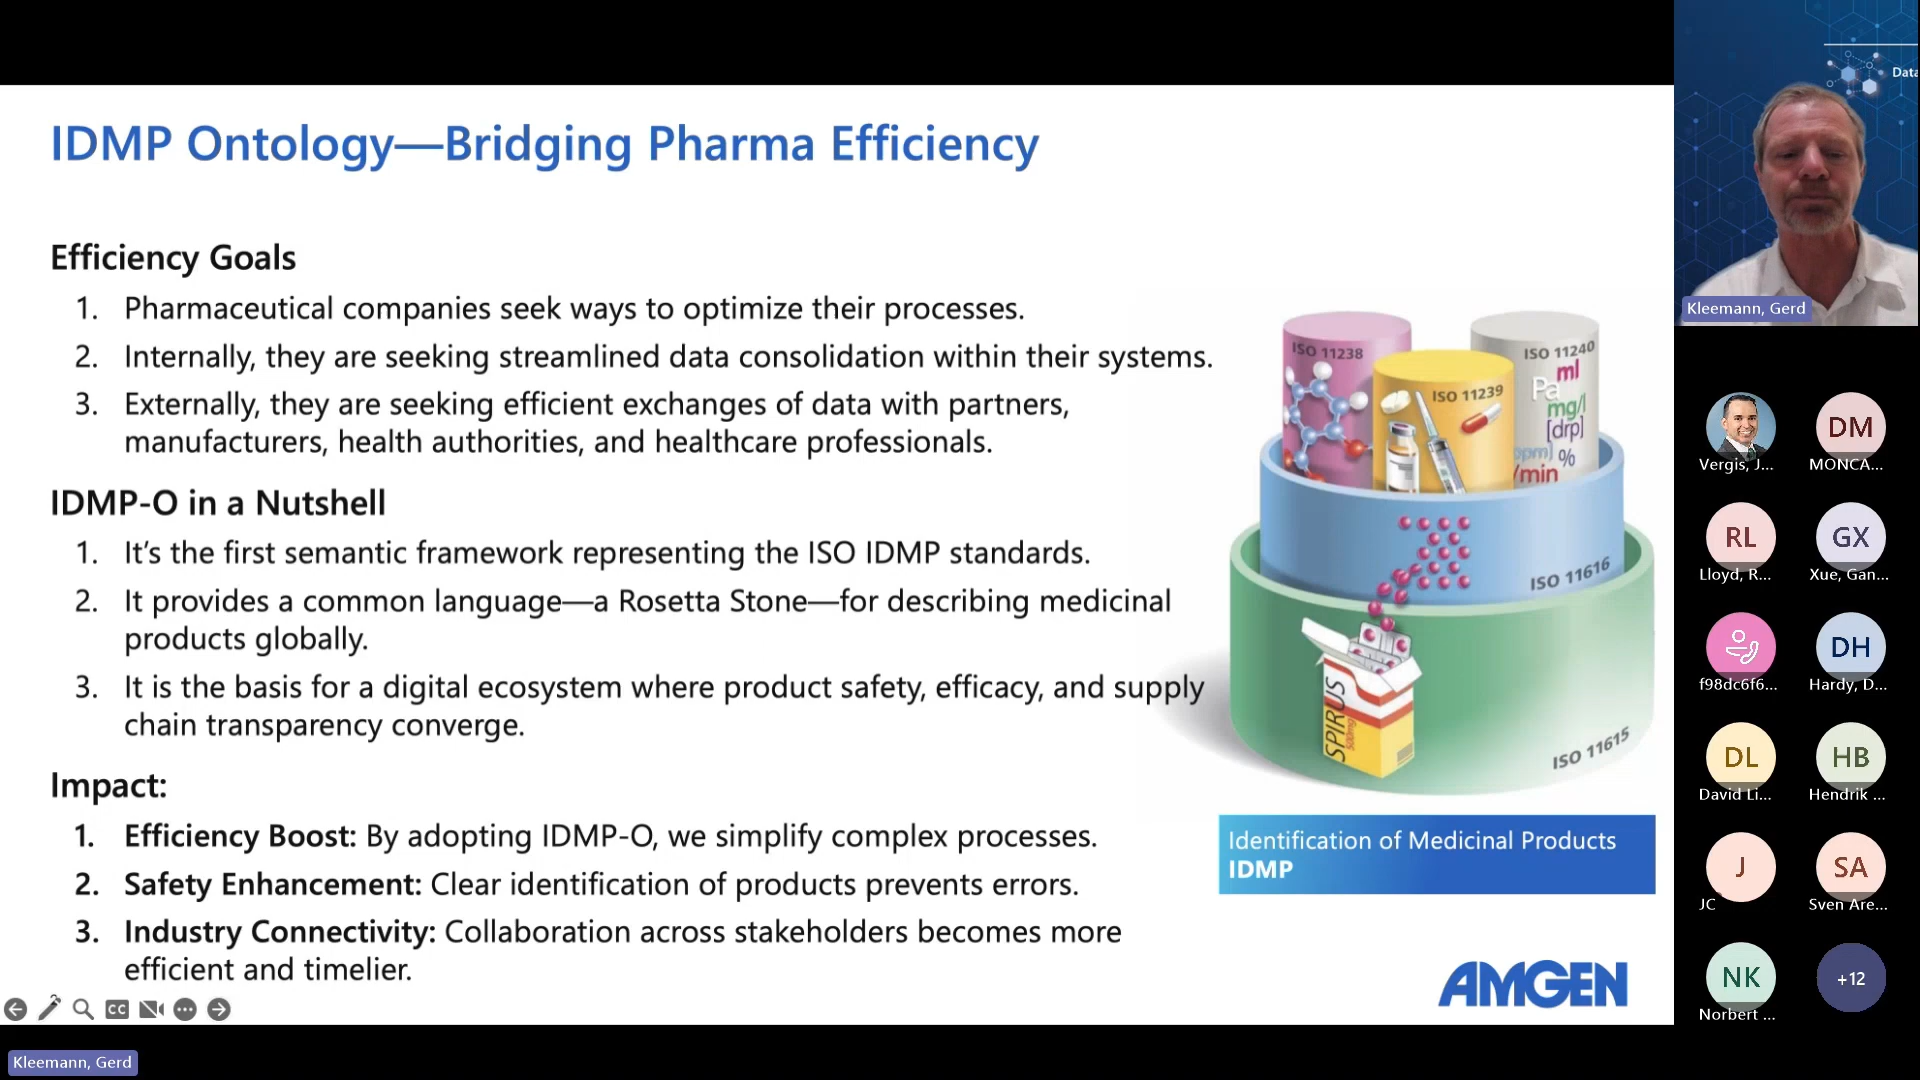 IDMP Ontology—Bridging Pharma Efficiency
Efficiency Goals
1. Pharmaceutical companies seek ways to optimize their processes.
2. Internally, they are seeking streamlined data consolidation within their systems.
3. Externally, they are seeking efficient exchanges of data with partners,
manufacturers, health authorities, and healthcare professionals.
IDMP-O in a Nutshell
1. It’s the first semantic framework representing the ISO IDMP standards.
2. It provides a common language—a Rosetta Stone—for describing medicinal
products globally.
3. It is the basis for a digital ecosystem where product safety, efficacy, and supply
chain transparency converge.
Impact:
1. Efficiency Boost: By adopting IDMP-O, we simplify complex processes.
2. Safety Enhancement: Clear identification of products prevents errors.
3. Industry Connectivity: Collaboration across stakeholders becomes more
efficient and timelier.
ISO 11238
ISO 11239
ISO 11240
ml
Pa
mg/l
[drp]
ppm] %
/min
ISO 11616
SPIRUS
500mg
ISO 11615
Identification of Medicinal Products
IDMP
AMGEN
CC
Kleemann, Gerd
Data
Kleemann, Gerd
Vergis, J...
DM
MONCA...
RL
Lloyd, R...
GX
Xue, Gan...
f98dc6f6...
DH
Hardy, D...
DL
David Li...
HB
Hendrik ...
J
JC
SA
Sven Are...
NK
Norbert ...
+12